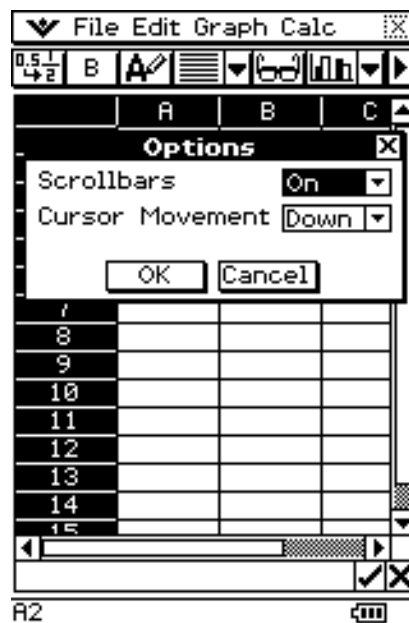 File Edit Graph Calc
0.5 1/2 B A
A B C
Options
Scrollbars On
Cursor Movement Down
OK Cancel
7
8
9
10
11
12
13
14
15
A2